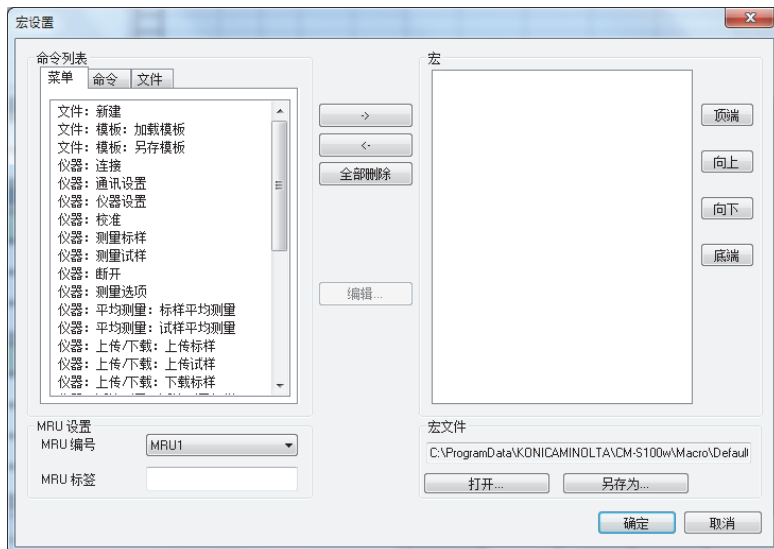 宏设置
命令列表
菜单 命令 文件
文件: 新建
文件: 模板: 加载模板
文件: 模板: 另存模板
仪器: 连接
仪器: 通讯设置
仪器: 仪器设置
仪器: 校准
仪器: 测量标样
仪器: 测量试样
仪器: 断开
仪器: 测量选项
仪器: 平均测量: 标样平均测量
仪器: 平均测量: 试样平均测量
仪器: 上传/下载: 上传标样
仪器: 上传/下载: 上传试样
仪器: 上传/下载: 下载标样
->
<-
全部删除
编辑...
宏
顶端
向上
向下
底端
MRU 设置
MRU 编号 MRU1
MRU 标签
宏文件
C:\ProgramData\KONICAMINOLTA\CM-S100w\Macro\Defaul
打开... 另存为...
确定 取消